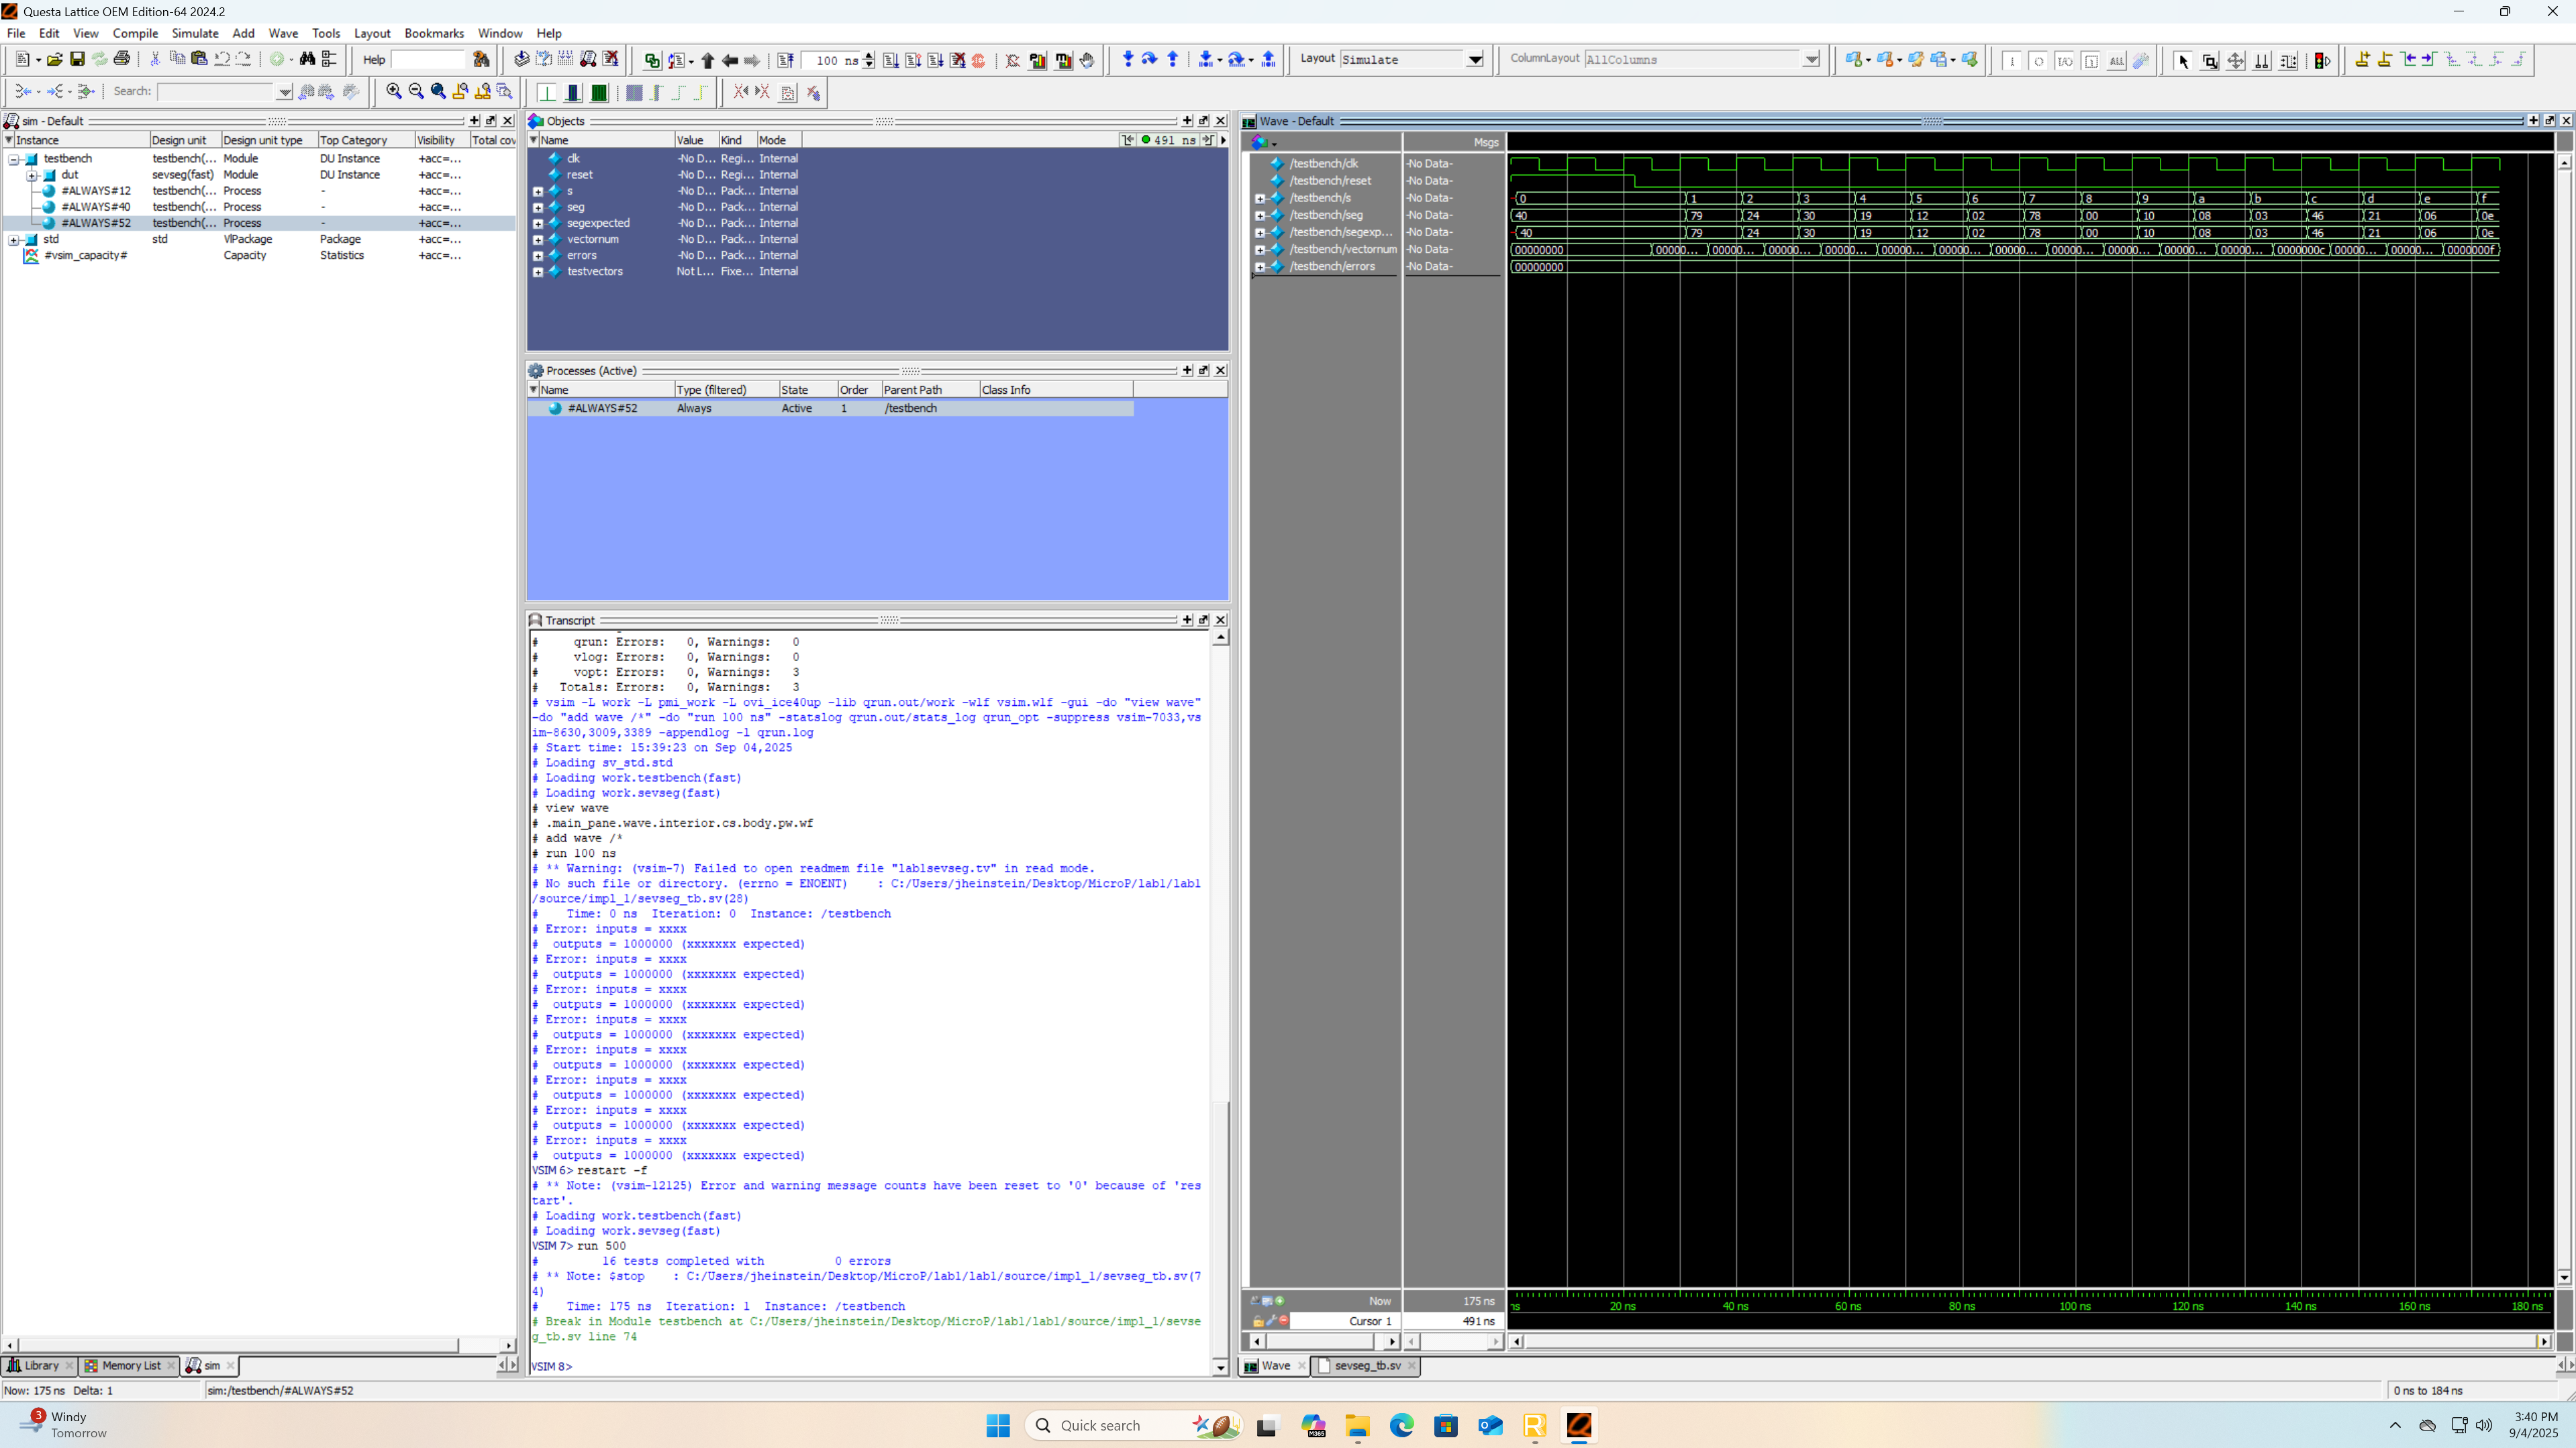 Questa Lattice OEM Edition-64 2024.2
File Edit View Compile Simulate Add Wave Tools Layout Bookmarks Window Help
Help 100 ns Layout Simulate ColumnLayout AllColumns
Search:
sim - Default
Instance Design unit Design unit type Top Category Visibility Total cov
testbench testbench(... Module DU Instance +acc=...
dut sevseg(fast) Module DU Instance +acc=...
#ALWAYS#12 testbench(... Process - +acc=...
#ALWAYS#40 testbench(... Process - +acc=...
#ALWAYS#52 testbench(... Process - +acc=...
std std VlPackage Package +acc=...
#vsim_capacity# Capacity Statistics +acc=...
Library Memory List sim
Objects
Name Value Kind Mode 491 ns
clk -No D... Regi... Internal
reset -No D... Regi... Internal
s -No D... Pack... Internal
seg -No D... Pack... Internal
segexpected -No D... Pack... Internal
vectornum -No D... Pack... Internal
errors -No D... Pack... Internal
testvectors Not L... Fixe... Internal
Processes (Active)
Name Type (filtered) State Order Parent Path Class Info
#ALWAYS#52 Always Active 1 /testbench
Transcript
# qrun: Errors: 0, Warnings: 0
# vlog: Errors: 0, Warnings: 0
# vopt: Errors: 0, Warnings: 3
# Totals: Errors: 0, Warnings: 3
# vsim -L work -L pmi_work -L ovi_ice40up -lib qrun.out/work -wlf vsim.wlf -gui -do "view wave"
-do "add wave /*" -do "run 100 ns" -statslog qrun.out/stats_log qrun_opt -suppress vsim-7033,vs
im-8630,3009,3389 -appendlog -l qrun.log
# Start time: 15:39:23 on Sep 04,2025
# Loading sv_std.std
# Loading work.testbench(fast)
# Loading work.sevseg(fast)
# view wave
# .main_pane.wave.interior.cs.body.pw.wf
# add wave /*
# run 100 ns
# ** Warning: (vsim-7) Failed to open readmem file "lab1sevseg.tv" in read mode.
# No such file or directory. (errno = ENOENT) : C:/Users/jheinstein/Desktop/MicroP/lab1/lab1
/source/impl_1/sevseg_tb.sv(28)
# Time: 0 ns Iteration: 0 Instance: /testbench
# Error: inputs = xxxx
# outputs = 1000000 (xxxxxxx expected)
# Error: inputs = xxxx
# outputs = 1000000 (xxxxxxx expected)
# Error: inputs = xxxx
# outputs = 1000000 (xxxxxxx expected)
# Error: inputs = xxxx
# outputs = 1000000 (xxxxxxx expected)
# Error: inputs = xxxx
# outputs = 1000000 (xxxxxxx expected)
# Error: inputs = xxxx
# outputs = 1000000 (xxxxxxx expected)
# Error: inputs = xxxx
# outputs = 1000000 (xxxxxxx expected)
# Error: inputs = xxxx
# outputs = 1000000 (xxxxxxx expected)
VSIM 6> restart -f
# ** Note: (vsim-12125) Error and warning message counts have been reset to '0' because of 'res
tart'.
# Loading work.testbench(fast)
# Loading work.sevseg(fast)
VSIM 7> run 500
# 16 tests completed with 0 errors
# ** Note: $stop : C:/Users/jheinstein/Desktop/MicroP/lab1/lab1/source/impl_1/sevseg_tb.sv(7
4)
# Time: 175 ns Iteration: 1 Instance: /testbench
# Break in Module testbench at C:/Users/jheinstein/Desktop/MicroP/lab1/lab1/source/impl_1/sevse
g_tb.sv line 74
VSIM 8>
Wave - Default
Msgs
/testbench/clk -No Data-
/testbench/reset -No Data-
/testbench/s -No Data- 0 1 2 3 4 5 6 7 8 9 a b c d e f
/testbench/seg -No Data- 40 79 24 30 19 12 02 78 00 10 08 03 46 21 06 0e
/testbench/segexp... -No Data- 40 79 24 30 19 12 02 78 00 10 08 03 46 21 06 0e
/testbench/vectornum -No Data- 00000000 00000... 00000... 00000... 00000... 00000... 00000... 00000... 00000... 00000... 00000... 00000... 0000000c 00000... 00000... 0000000f
/testbench/errors -No Data- 00000000
Now 175 ns ns 20 ns 40 ns 60 ns 80 ns 100 ns 120 ns 140 ns 160 ns 180 ns
Cursor 1 491 ns
Wave sevseg_tb.sv
Now: 175 ns Delta: 1 sim:/testbench/#ALWAYS#52 0 ns to 184 ns
3 Windy
Tomorrow
Quick search
M365
3:40 PM
9/4/2025